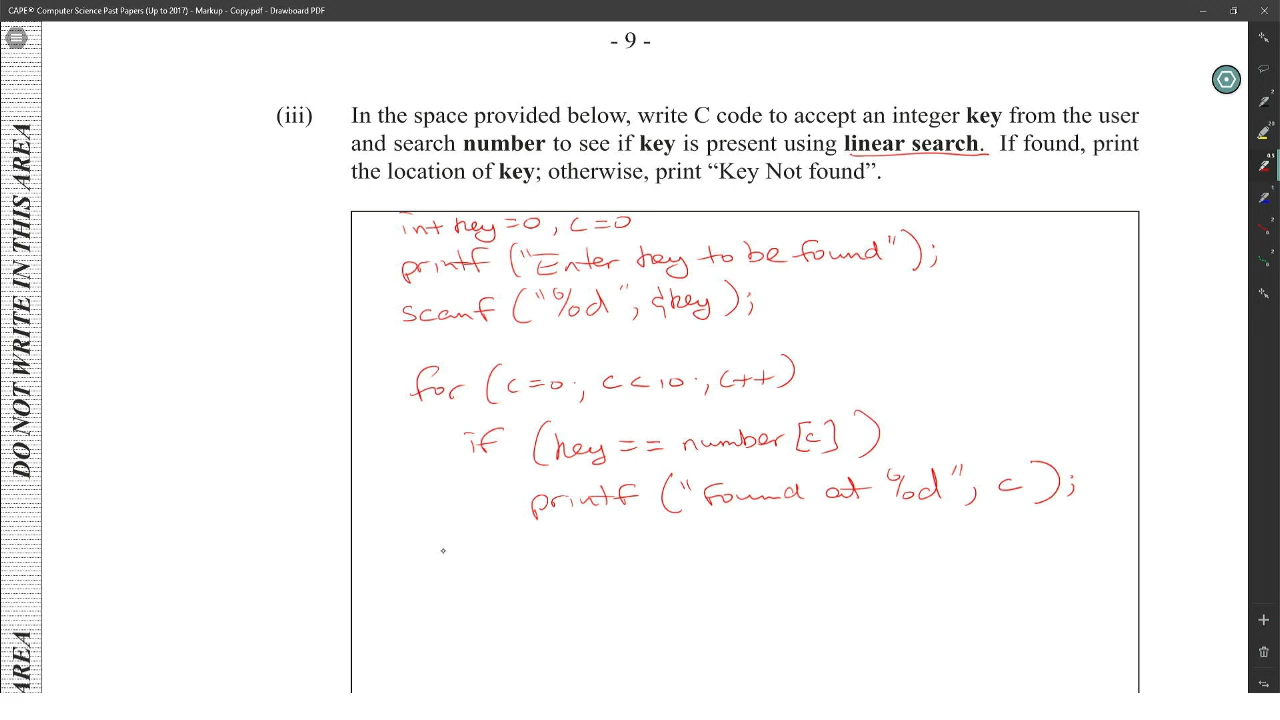 CAPE® Computer Science Past Papers (Up to 2017) - Markup - Copy.pdf - Drawboard PDF
- 9 -
(iii) In the space provided below, write C code to accept an integer key from the user
and search number to see if key is present using linear search. If found, print
the location of key; otherwise, print “Key Not found”.
int key = 0, c = 0
printf ("Enter key to be found");
scanf ("%d", &key);
for (c = 0; c < 10; c++)
if (key == number [c])
printf ("Found at %d", c);
DO NOT WRITE IN THIS AREA
AREA